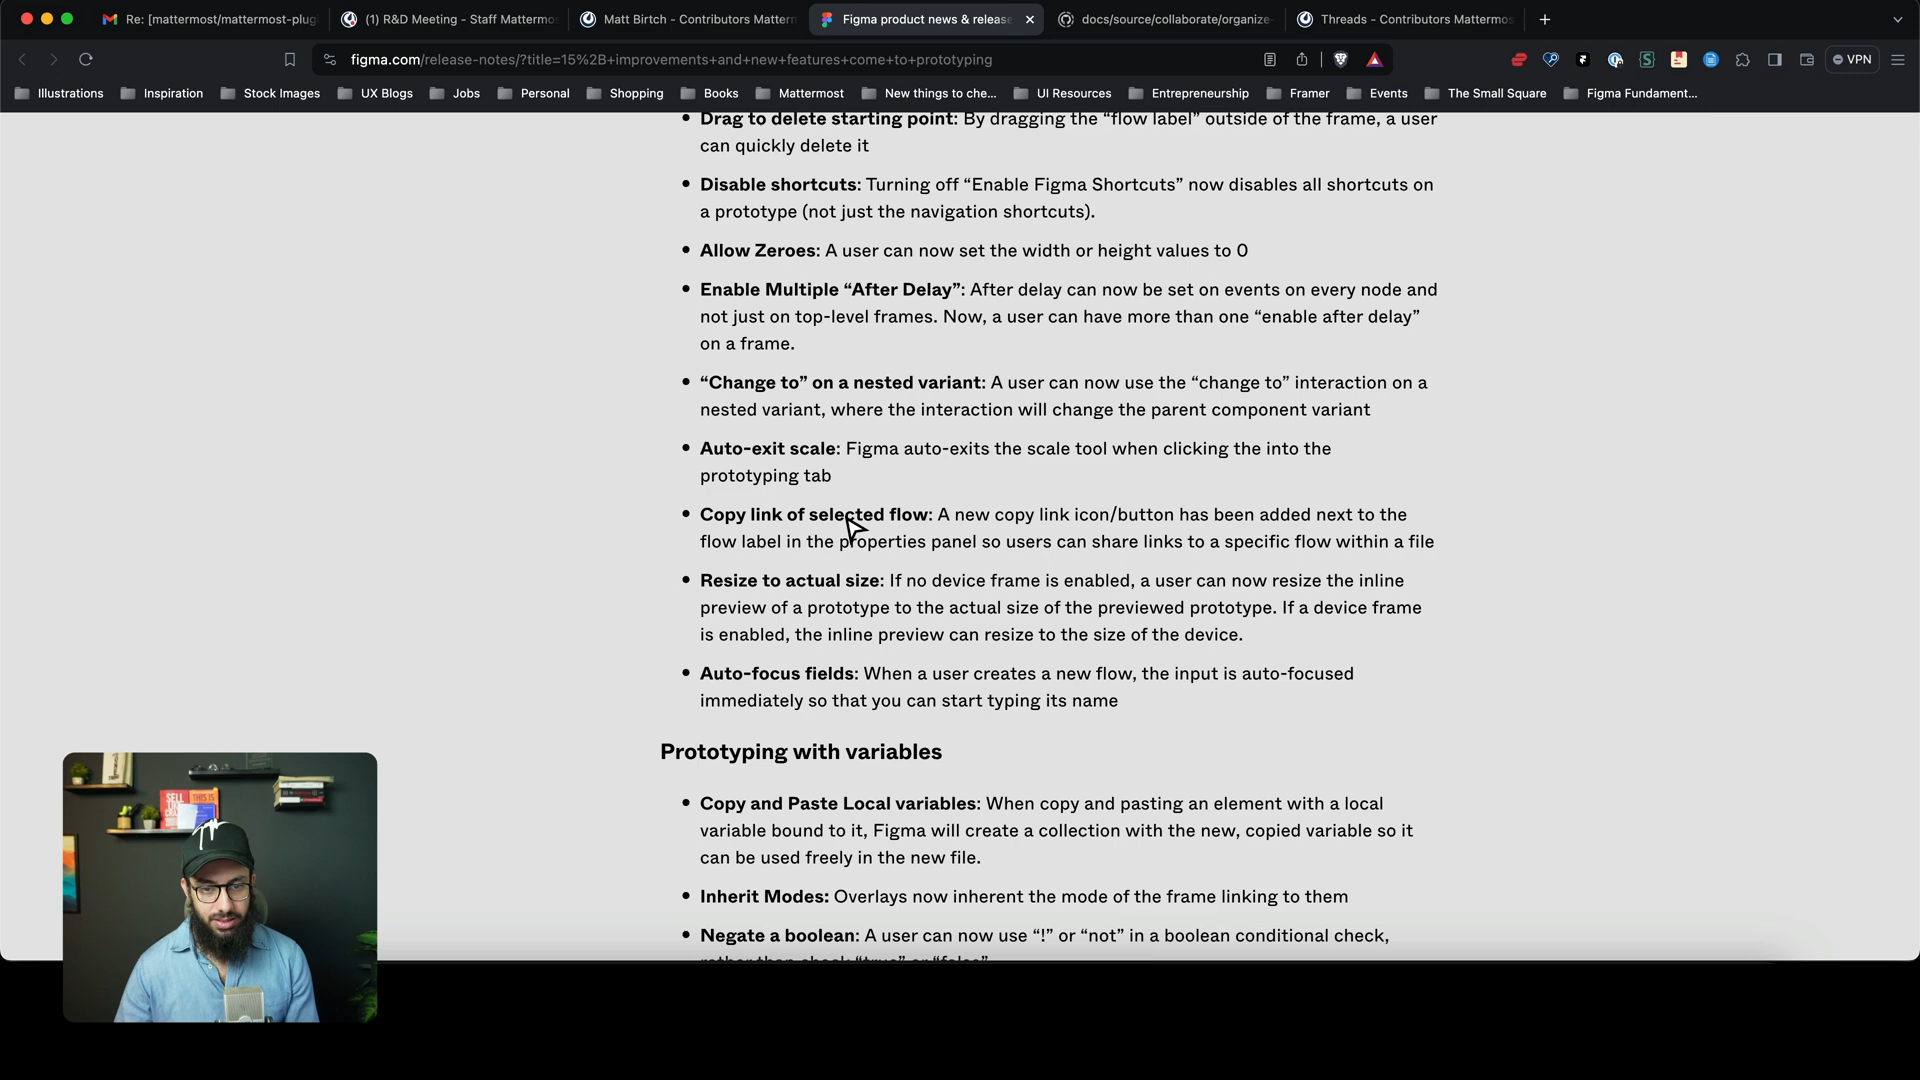 Re: [mattermost/mattermost-plug
(1) R&D Meeting - Staff Mattermo
Matt Birtch - Contributors Matterm
Figma product news & release
docs/source/collaborate/organize-
Threads - Contributors Mattermos
figma.com/release-notes/?title=15%2B+improvements+and+new+features+come+to+prototyping
VPN
Illustrations
Inspiration
Stock Images
UX Blogs
Jobs
Personal
Shopping
Books
Mattermost
New things to che...
UI Resources
Entrepreneurship
Framer
Events
The Small Square
Figma Fundament...
• Drag to delete starting point: By dragging the “flow label” outside of the frame, a user
can quickly delete it
• Disable shortcuts: Turning off “Enable Figma Shortcuts” now disables all shortcuts on
a prototype (not just the navigation shortcuts).
• Allow Zeroes: A user can now set the width or height values to 0
• Enable Multiple “After Delay”: After delay can now be set on events on every node and
not just on top-level frames. Now, a user can have more than one “enable after delay”
on a frame.
• “Change to” on a nested variant: A user can now use the “change to” interaction on a
nested variant, where the interaction will change the parent component variant
• Auto-exit scale: Figma auto-exits the scale tool when clicking the into the
prototyping tab
• Copy link of selected flow: A new copy link icon/button has been added next to the
flow label in the properties panel so users can share links to a specific flow within a file
• Resize to actual size: If no device frame is enabled, a user can now resize the inline
preview of a prototype to the actual size of the previewed prototype. If a device frame
is enabled, the inline preview can resize to the size of the device.
• Auto-focus fields: When a user creates a new flow, the input is auto-focused
immediately so that you can start typing its name
Prototyping with variables
• Copy and Paste Local variables: When copy and pasting an element with a local
variable bound to it, Figma will create a collection with the new, copied variable so it
can be used freely in the new file.
• Inherit Modes: Overlays now inherent the mode of the frame linking to them
• Negate a boolean: A user can now use “!” or “not” in a boolean conditional check,
rather than check “true” or “false”
SELL
THIS IS